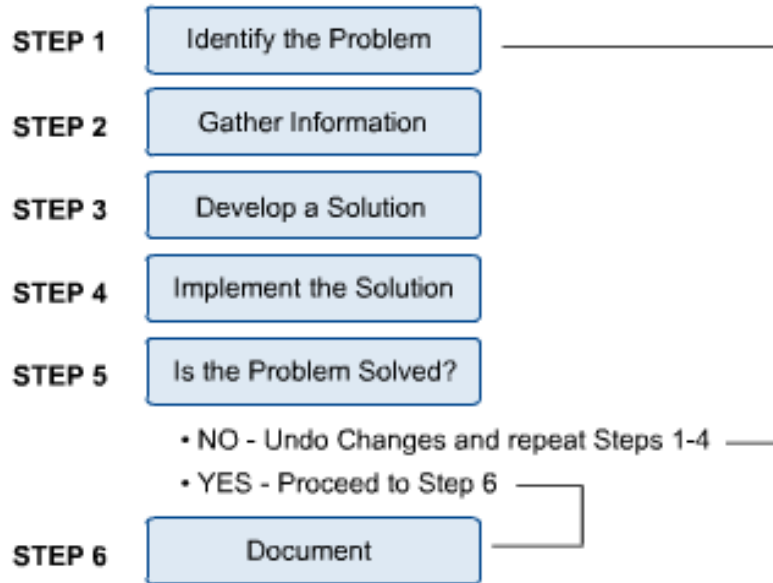 STEP 1 Identify the Problem
STEP 2 Gather Information
STEP 3 Develop a Solution
STEP 4 Implement the Solution
STEP 5 Is the Problem Solved?
• NO - Undo Changes and repeat Steps 1-4
• YES - Proceed to Step 6
STEP 6 Document